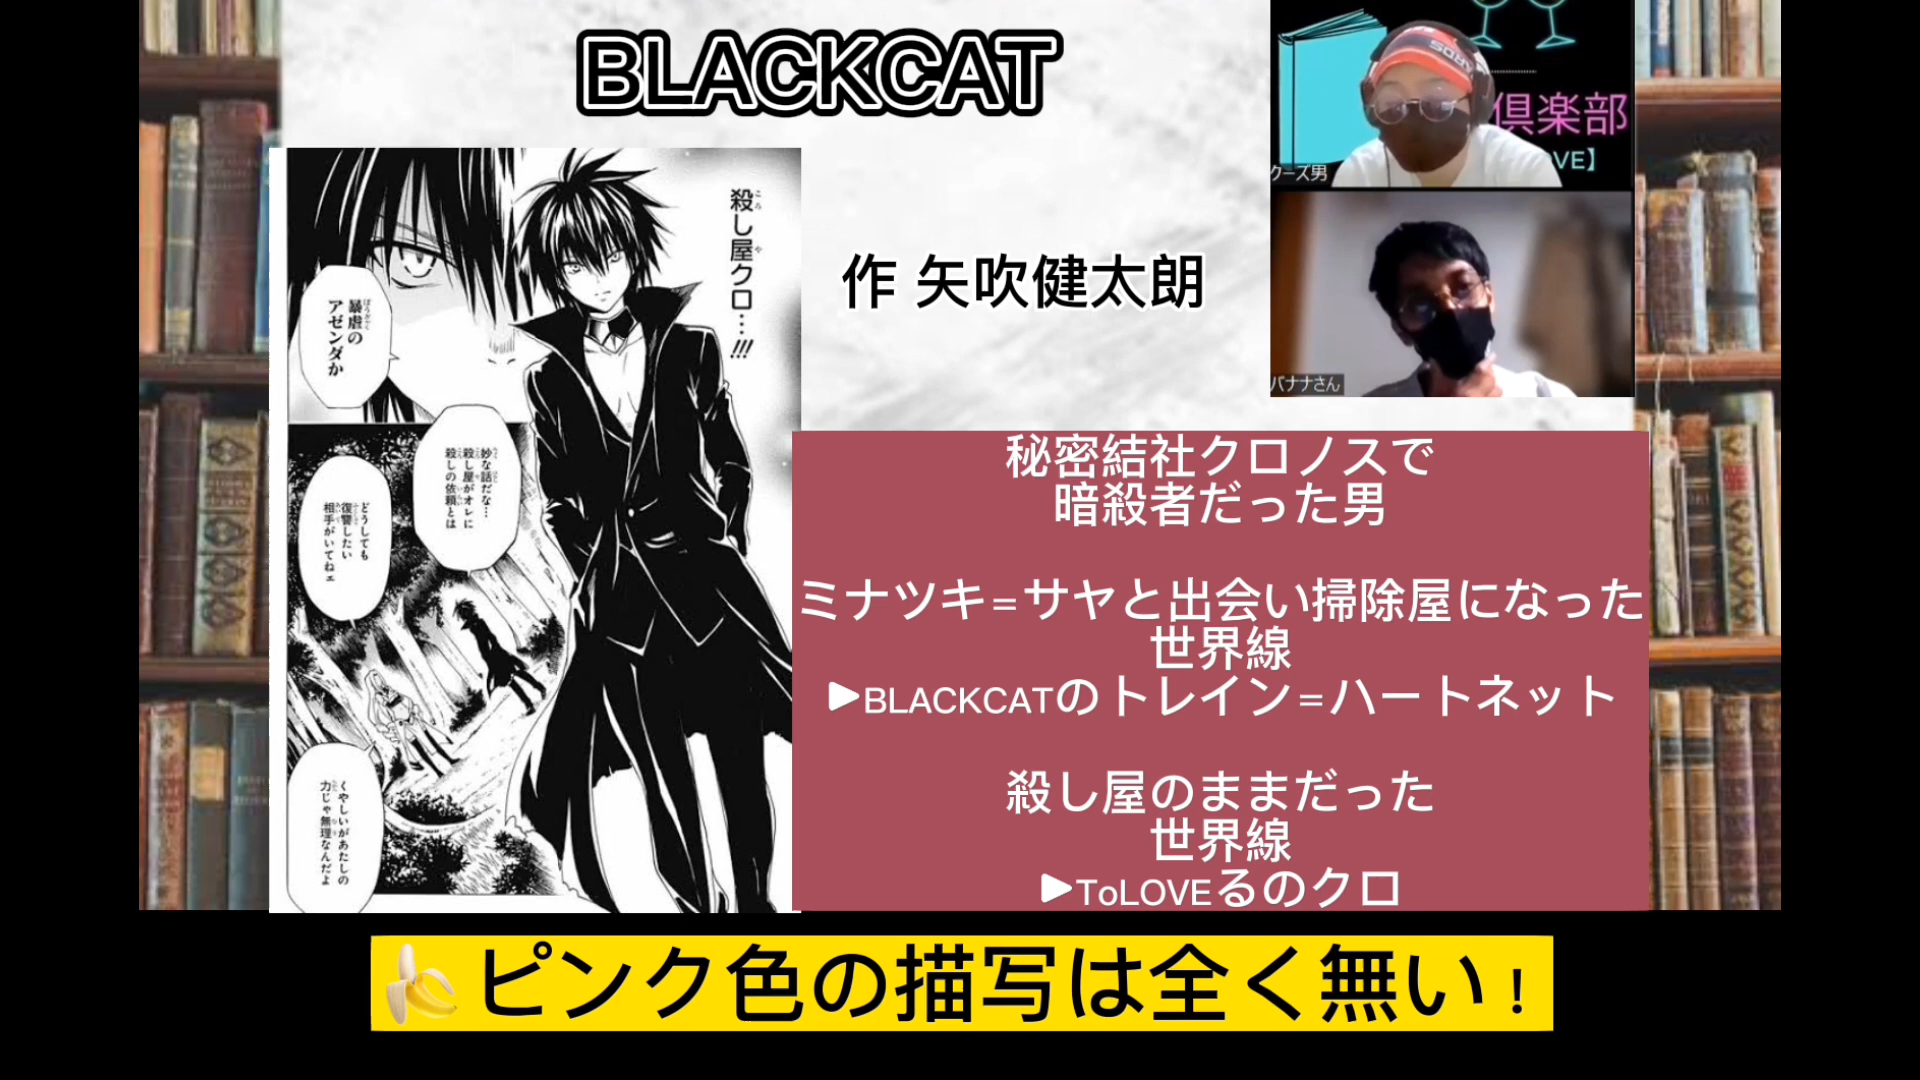 BLACKCAT
作 矢吹健太朗
倶楽部
OVE】
クーズ男
バナナさん
殺し屋クロ…!!!
暴虐の
アゼンダか
妙な話だな…
殺し屋がオレに
殺しの依頼とは
どうしても
復讐したい
相手がいてねェ
くやしいがあたしの
力じゃ無理なんだよ
秘密結社クロノスで
暗殺者だった男
ミナツキ=サヤと出会い掃除屋になった
世界線
▶BLACKCATのトレイン=ハートネット
殺し屋のままだった
世界線
▶ToLOVEるのクロ
🍌ピンク色の描写は全く無い！